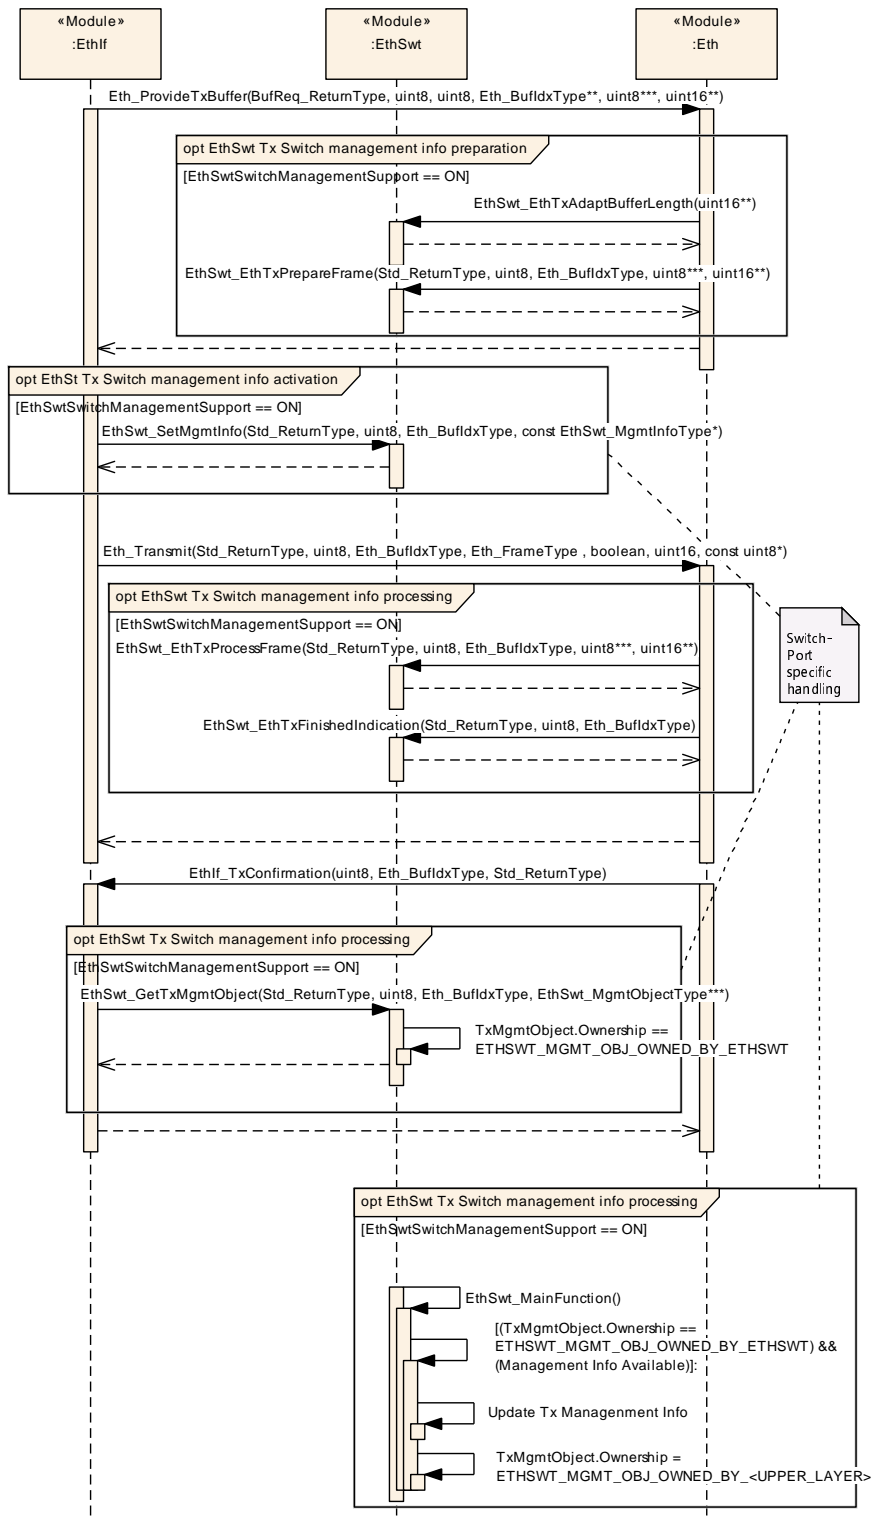 «Module»
:EthIf
«Module»
:EthSwt
«Module»
:Eth
Eth_ProvideTxBuffer(BufReq_ReturnType, uint8, uint8, Eth_BufIdxType**, uint8***, uint16**)
opt EthSwt Tx Switch management info preparation
[EthSwtSwitchManagementSupport == ON]
EthSwt_EthTxAdaptBufferLength(uint16**)
EthSwt_EthTxPrepareFrame(Std_ReturnType, uint8, Eth_BufIdxType, uint8***, uint16**)
opt EthSt Tx Switch management info activation
[EthSwtSwitchManagementSupport == ON]
EthSwt_SetMgmtInfo(Std_ReturnType, uint8, Eth_BufIdxType, const EthSwt_MgmtInfoType*)
Eth_Transmit(Std_ReturnType, uint8, Eth_BufIdxType, Eth_FrameType , boolean, uint16, const uint8*)
opt EthSwt Tx Switch management info processing
[EthSwtSwitchManagementSupport == ON]
EthSwt_EthTxProcessFrame(Std_ReturnType, uint8, Eth_BufIdxType, uint8***, uint16**)
Switch-
Port
specific
handling
EthSwt_EthTxFinishedIndication(Std_ReturnType, uint8, Eth_BufIdxType)
EthIf_TxConfirmation(uint8, Eth_BufIdxType, Std_ReturnType)
opt EthSwt Tx Switch management info processing
[EthSwtSwitchManagementSupport == ON]
EthSwt_GetTxMgmtObject(Std_ReturnType, uint8, Eth_BufIdxType, EthSwt_MgmtObjectType***)
TxMgmtObject.Ownership ==
ETHSWT_MGMT_OBJ_OWNED_BY_ETHSWT
opt EthSwt Tx Switch management info processing
[EthSwtSwitchManagementSupport == ON]
EthSwt_MainFunction()
[(TxMgmtObject.Ownership ==
ETHSWT_MGMT_OBJ_OWNED_BY_ETHSWT) &&
(Management Info Available)]:
Update Tx Managenment Info
TxMgmtObject.Ownership =
ETHSWT_MGMT_OBJ_OWNED_BY_<UPPER_LAYER>